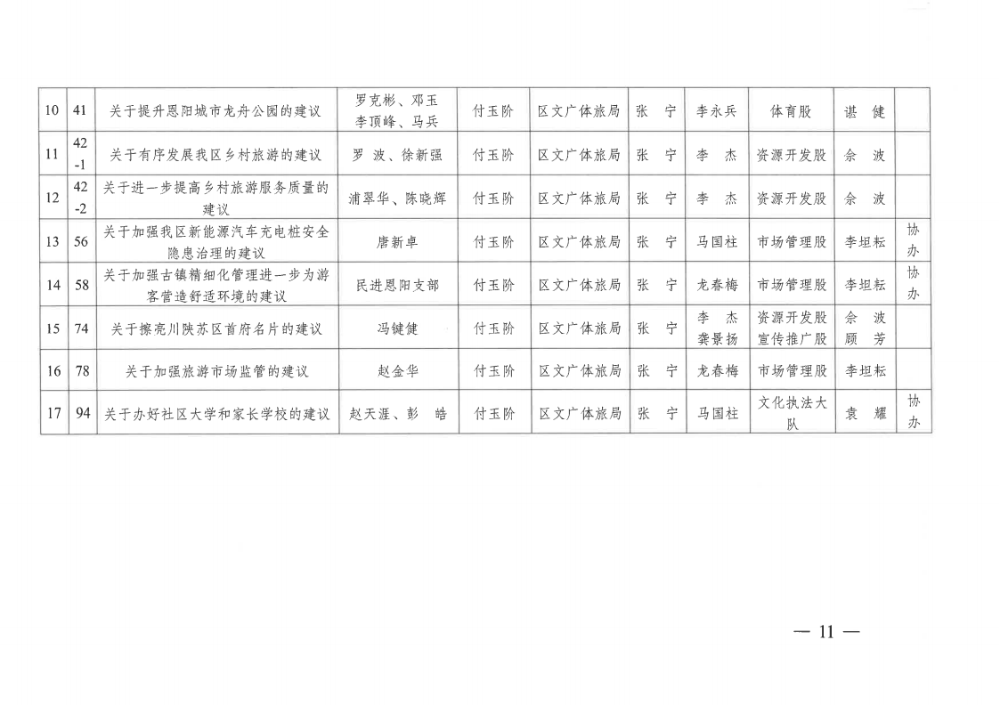 10 41 关于提升恩阳城市龙舟公园的建议 罗克彬、邓玉 付玉阶 区文广体旅局 张 宁 李永兵 体育股 谌 健
李顶峰、马兵
11 42 关于有序发展我区乡村旅游的建议 罗 波、徐新强 付玉阶 区文广体旅局 张 宁 李 杰 资源开发股 佘 波
-1
12 42 关于进一步提高乡村旅游服务质量的 浦翠华、陈晓辉 付玉阶 区文广体旅局 张 宁 李 杰 资源开发股 佘 波
-2 建议
13 56 关于加强我区新能源汽车充电桩安全 唐新卓 付玉阶 区文广体旅局 张 宁 马国柱 市场管理股 李坦耘 协
隐患治理的建议 办
14 58 关于加强古镇精细化管理进一步为游 民进恩阳支部 付玉阶 区文广体旅局 张 宁 龙春梅 市场管理股 李坦耘 协
客营造舒适环境的建议 办
15 74 关于擦亮川陕苏区首府名片的建议 冯键健 付玉阶 区文广体旅局 张 宁 李 杰 资源开发股 佘 波
龚景扬 宣传推广股 顾 芳
16 78 关于加强旅游市场监管的建议 赵金华 付玉阶 区文广体旅局 张 宁 龙春梅 市场管理股 李坦耘
17 94 关于办好社区大学和家长学校的建议 赵天涯、彭 皓 付玉阶 区文广体旅局 张 宁 马国柱 文化执法大 袁 耀 协
队 办
— 11 —